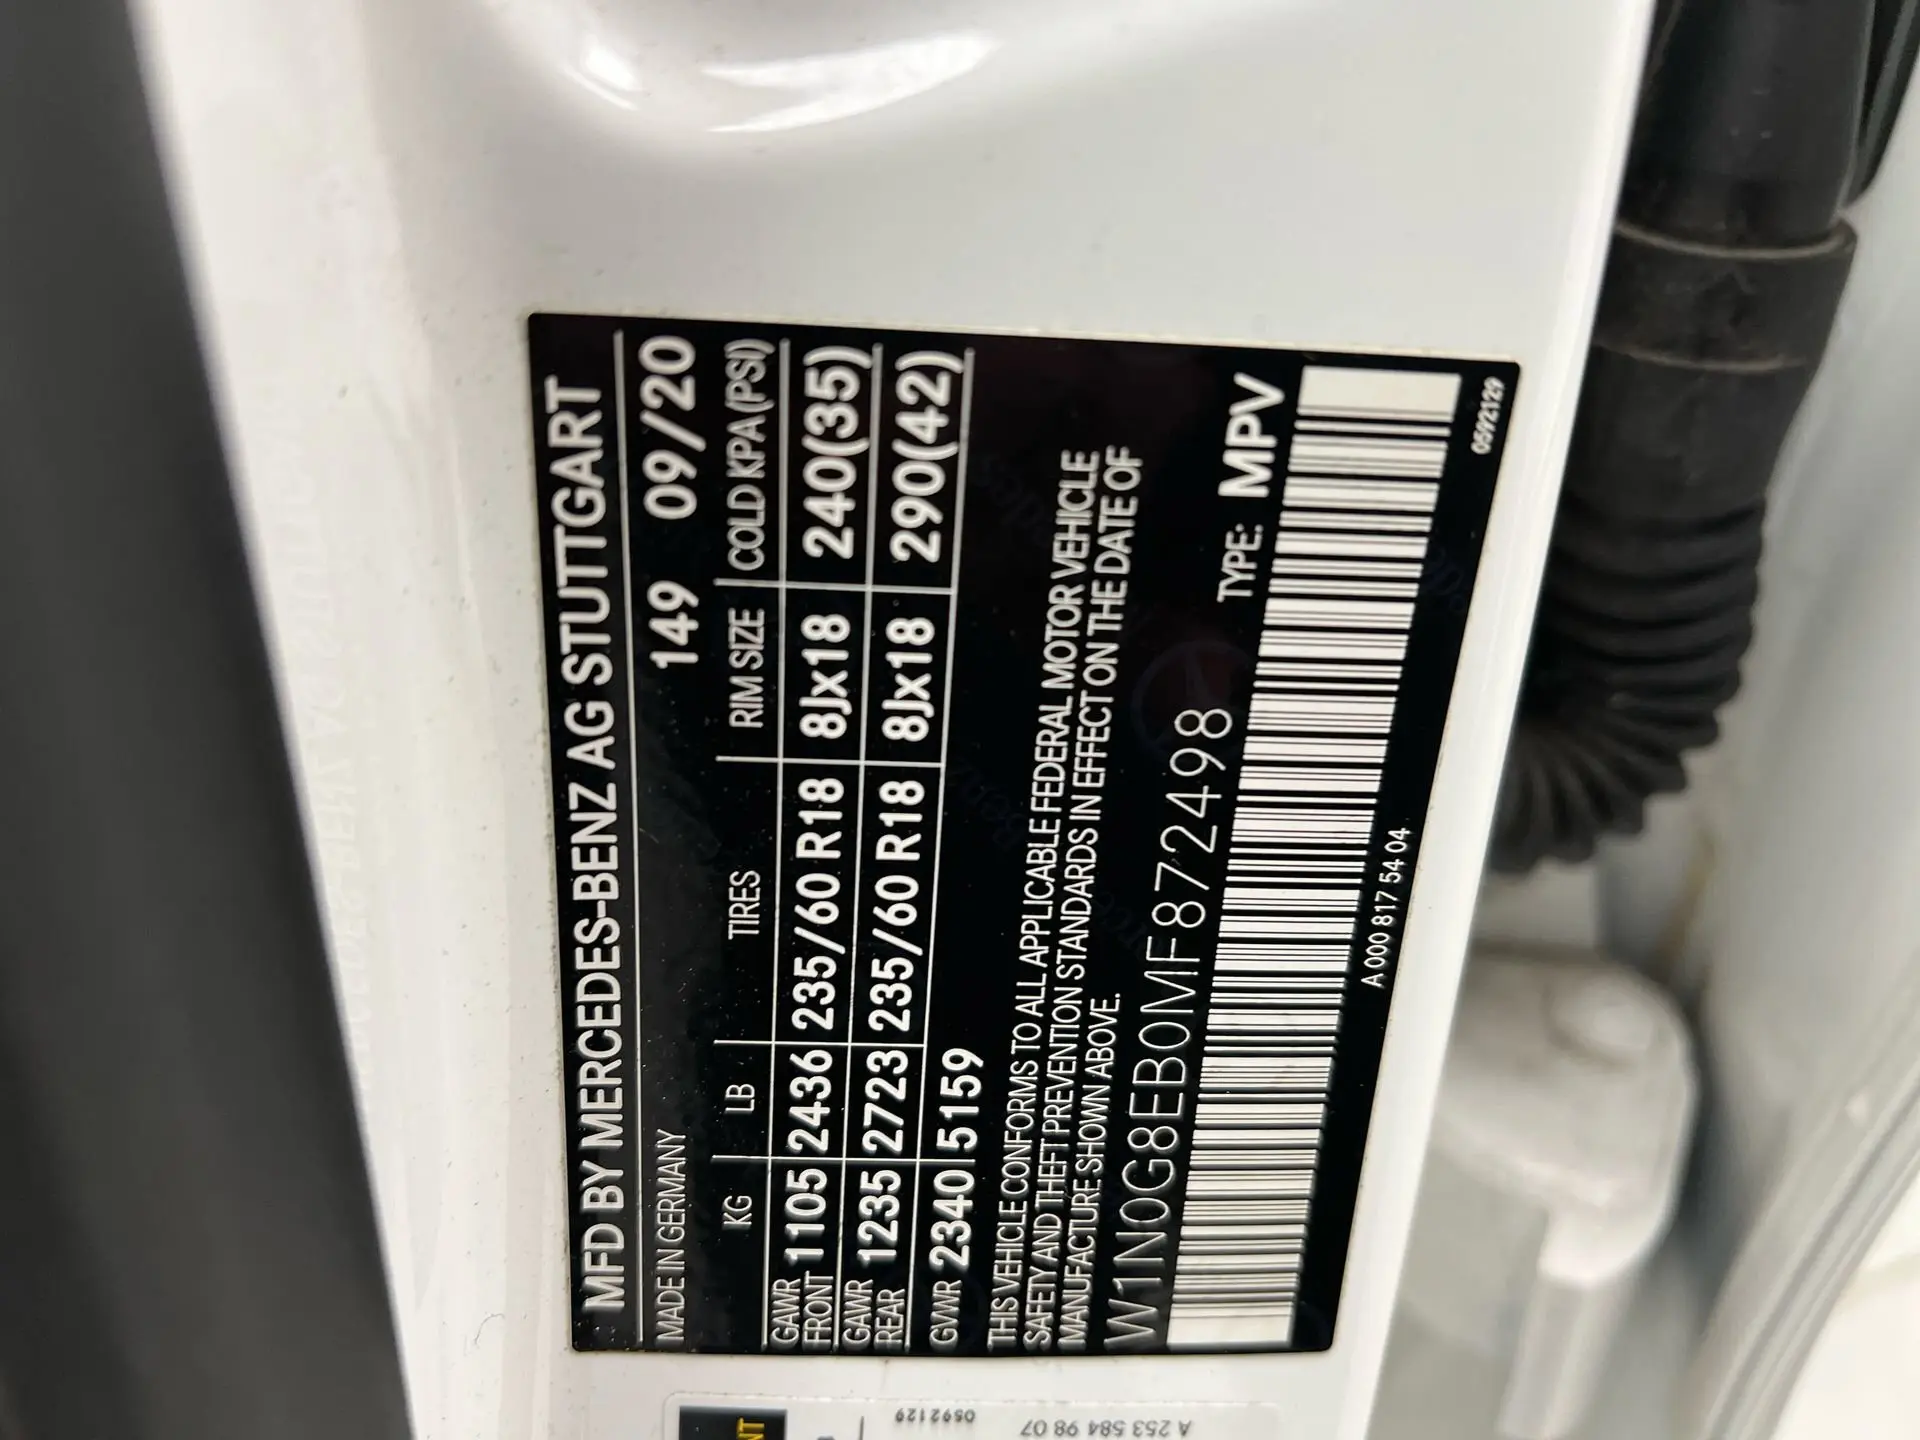 MFD BY MERCEDES-BENZ AG STUTTGART
MADE IN GERMANY 149 09/20
KG LB TIRES RIM SIZE COLD KPA (PSI)
GAWR FRONT 1105 2436 235/60 R18 8Jx18 240(35)
GAWR REAR 1235 2723 235/60 R18 8Jx18 290(42)
GVWR 2340 5159
THIS VEHICLE CONFORMS TO ALL APPLICABLE FEDERAL MOTOR VEHICLE
SAFETY AND THEFT PREVENTION STANDARDS IN EFFECT ON THE DATE OF
MANUFACTURE SHOWN ABOVE.
W1N0G8EB0MF872498 TYPE: MPV
A 000 817 54 04
0592129
0592129
A 253 584 98 07